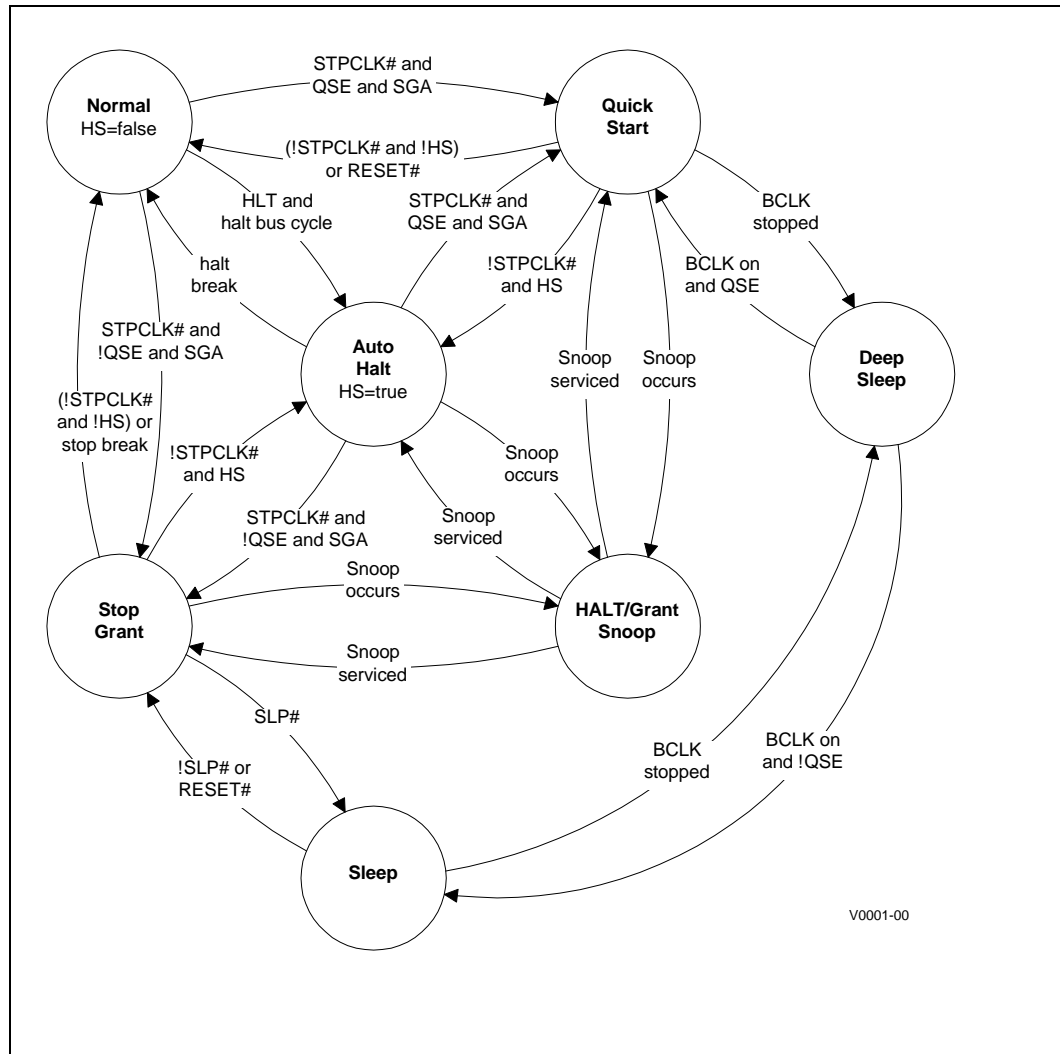 STPCLK# and
QSE and SGA
Normal
HS=false
Quick
Start
(!STPCLK# and !HS)
or RESET#
HLT and
halt bus cycle
STPCLK# and
QSE and SGA
BCLK
stopped
halt
break
!STPCLK#
and HS
BCLK on
and QSE
STPCLK# and
!QSE and SGA
Auto
Halt
HS=true
Snoop
serviced
Snoop
occurs
Deep
Sleep
(!STPCLK#
and !HS) or
stop break
!STPCLK#
and HS
Snoop
occurs
STPCLK# and
!QSE and SGA
Snoop
serviced
Snoop
occurs
Stop
Grant
HALT/Grant
Snoop
Snoop
serviced
SLP#
!SLP# or
RESET#
BCLK
stopped
BCLK on
and !QSE
Sleep
V0001-00